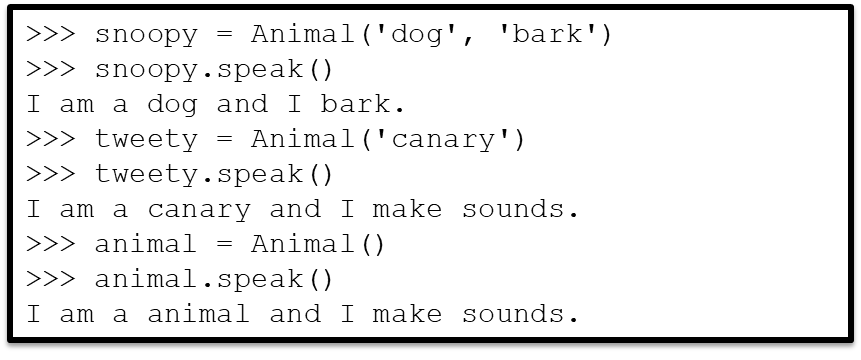 >>> snoopy = Animal('dog', 'bark')
>>> snoopy.speak()
I am a dog and I bark.
>>> tweety = Animal('canary')
>>> tweety.speak()
I am a canary and I make sounds.
>>> animal = Animal()
>>> animal.speak()
I am a animal and I make sounds.